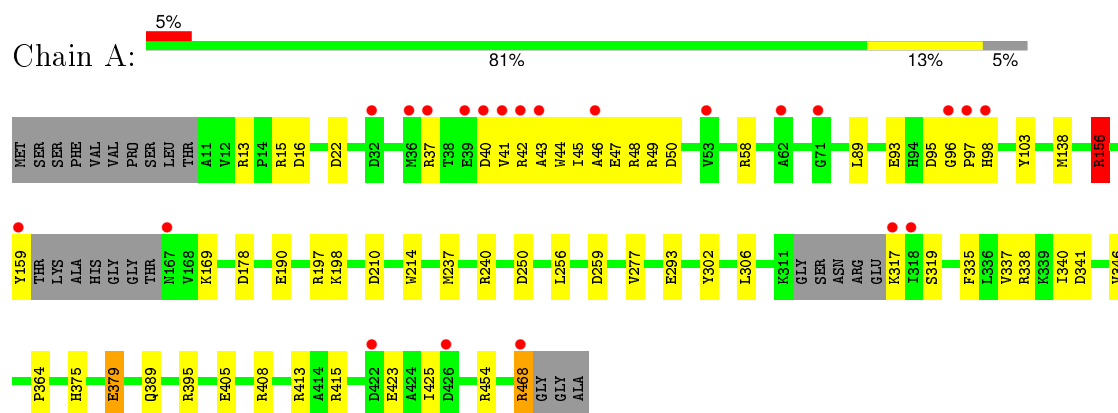 5%
Chain A:
81% 13% 5%
MET SER SER PHE VAL VAL PRO SER LEU THR A11 V12 R13 P14 R15 D16 D22 D32 M36 R37 T38 E39 D40 V41 R42 A43 W44 I45 A46 E47 R48 R49 D50 V53 R58 A62 G71 L89 E93 H94 D95 G96 P97 H98 Y103 M138 R156
Y159 THR LYS ALA HIS GLY GLY THR N167 V168 K169 D178 E190 R197 K198 D210 W214 M237 R240 D250 L256 D259 V277 E293 Y302 L306 K311 GLY SER ASN ARG GLU K317 I318 S319 F335 L336 V337 R338 K339 I340 D341
P364 H375 E379 Q389 R395 E405 R408 R413 A414 R415 D422 E423 A424 I425 D426 R454 R468 GLY GLY ALA